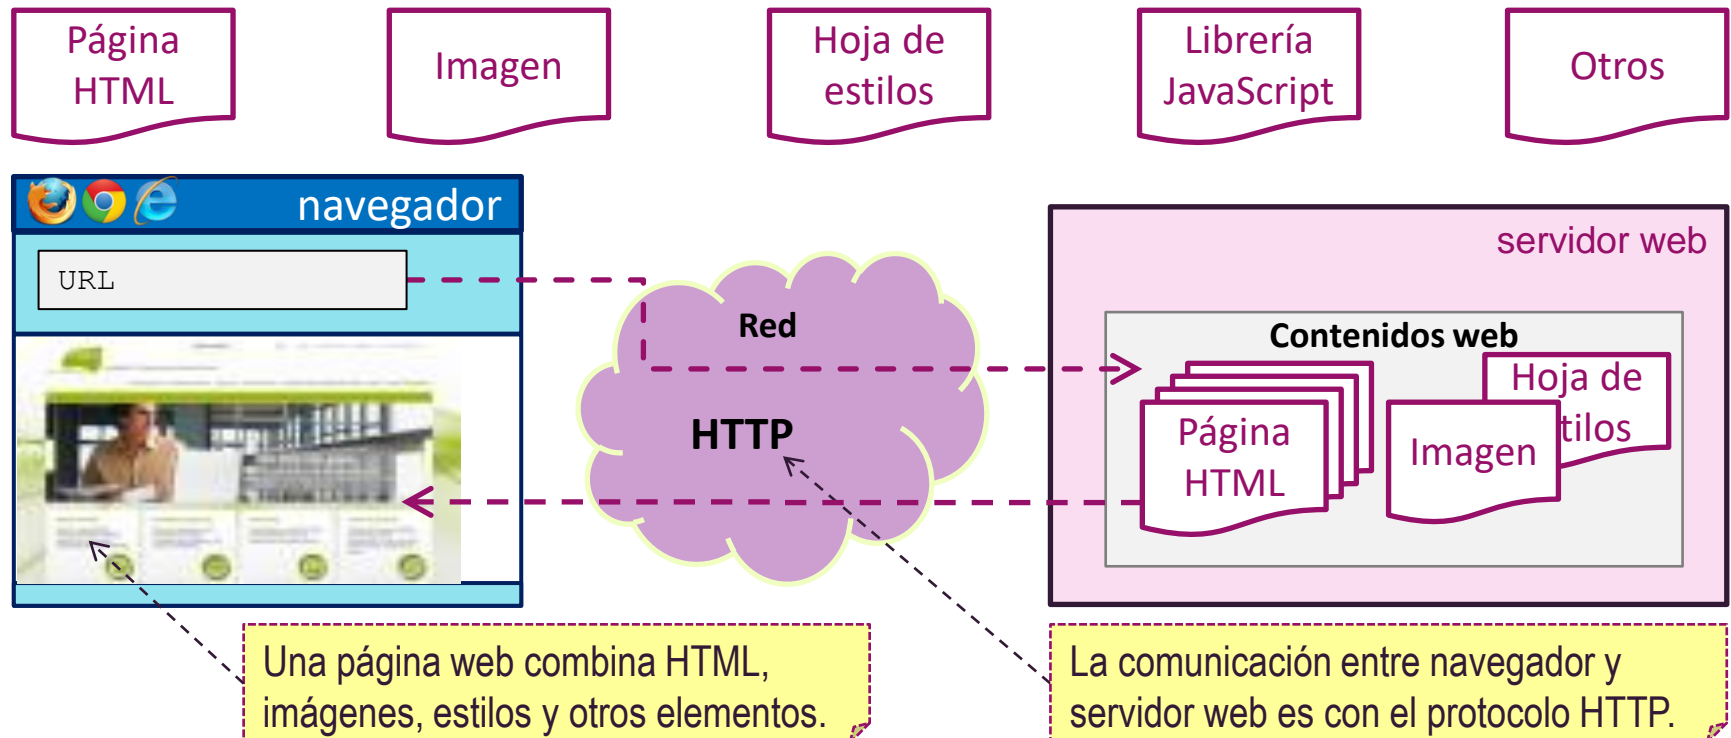 Página
HTML
Imagen
Hoja de
estilos
Librería
JavaScript
Otros
navegador
URL
Red
HTTP
servidor web
Contenidos web
Página
HTML
Imagen
Hoja de
tilos
Una página web combina HTML,
imágenes, estilos y otros elementos.
La comunicación entre navegador y
servidor web es con el protocolo HTTP.